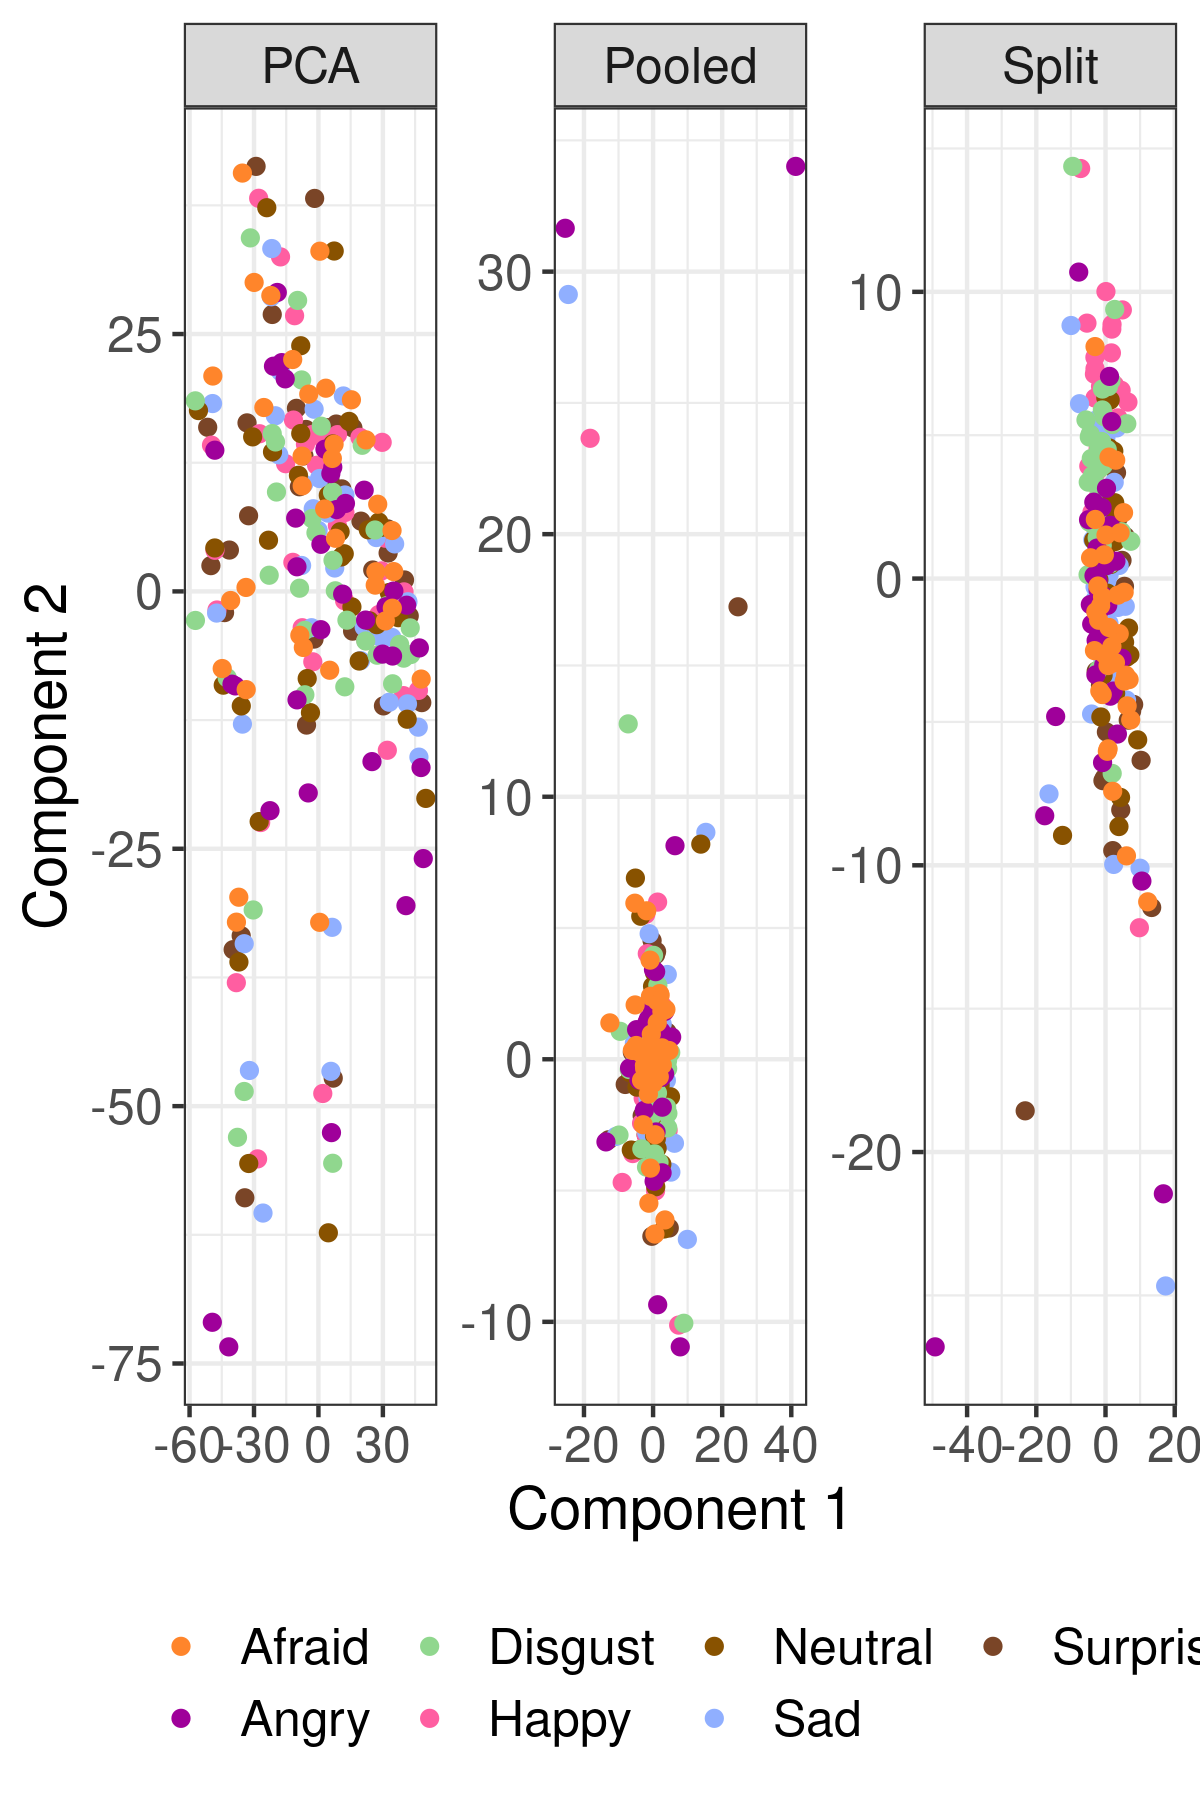 PCA Pooled Split
25
0
-25
-50
-75
30
20
10
0
-10
10
0
-10
-20
-60 -30 0 30
-20 0 20 40
-40 -20 0 20
Component 2
Component 1
Afraid Disgust Neutral Surpris
Angry Happy Sad